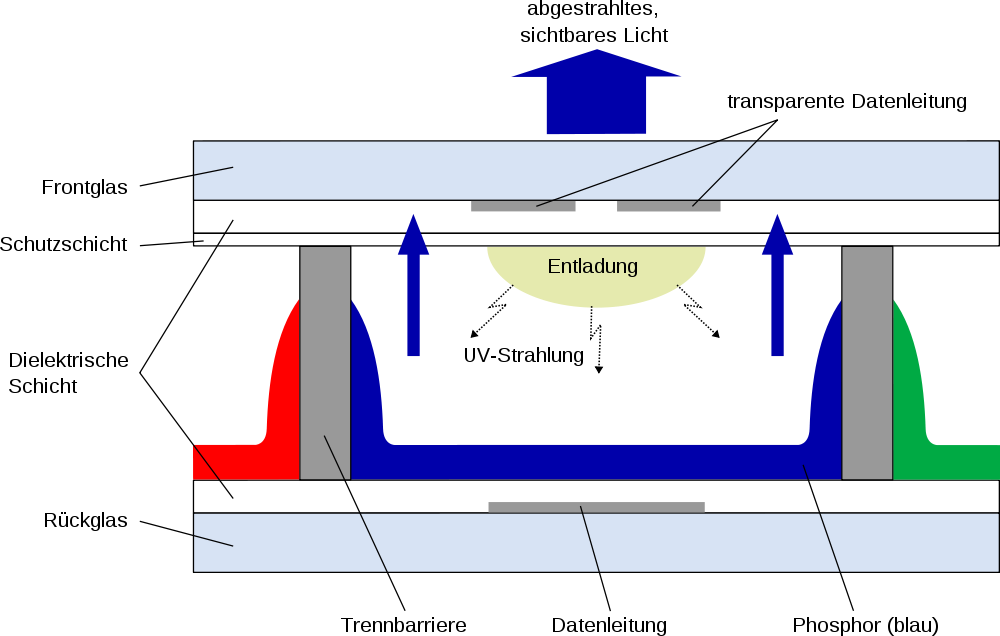 abgestrahltes,
sichtbares Licht
transparente Datenleitung
Frontglas
Schutzschicht
Entladung
UV-Strahlung
Dielektrische
Schicht
Rückglas
Trennbarriere
Datenleitung
Phosphor (blau)